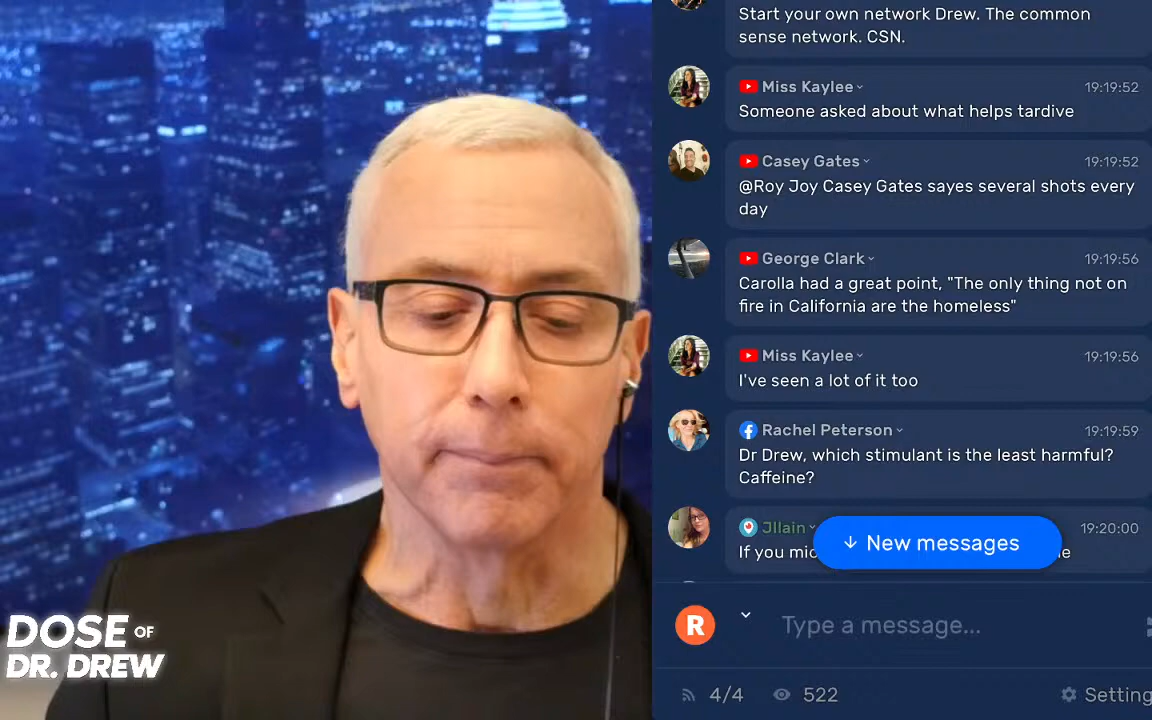 Start your own network Drew. The common
sense network. CSN.
Miss Kaylee
19:19:52
Someone asked about what helps tardive
Casey Gates
19:19:52
@Roy Joy Casey Gates sayes several shots every
day
George Clark
19:19:56
Carolla had a great point, "The only thing not on
fire in California are the homeless"
Miss Kaylee
19:19:56
I've seen a lot of it too
Rachel Peterson
19:19:59
Dr Drew, which stimulant is the least harmful?
Caffeine?
Jllain
19:20:00
If you
↓ New messages
R
Type a message...
4/4
522
Setting
DOSE OF
DR. DREW